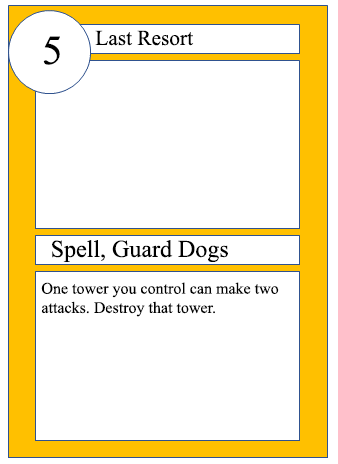 5
Last Resort
Spell, Guard Dogs
One tower you control can make two
attacks. Destroy that tower.